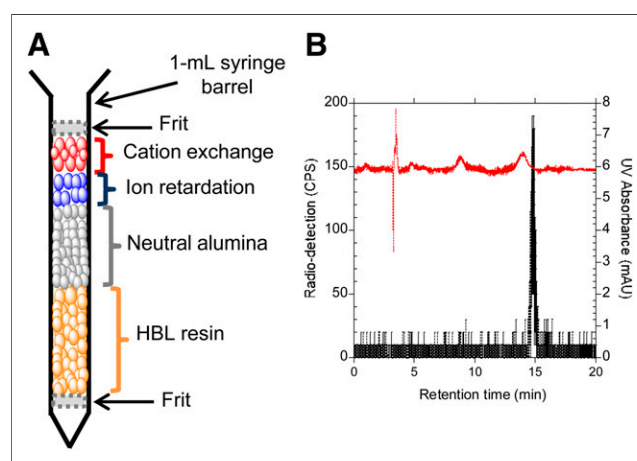 A
1-mL syringe
barrel
Frit
Cation exchange
Ion retardation
Neutral alumina
HBL resin
Frit
B
200
150
100
50
0
Radio-detection (CPS)
8
7
6
5
4
3
2
1
0
UV Absorbance (mAU)
0
5
10
15
20
Retention time (min)